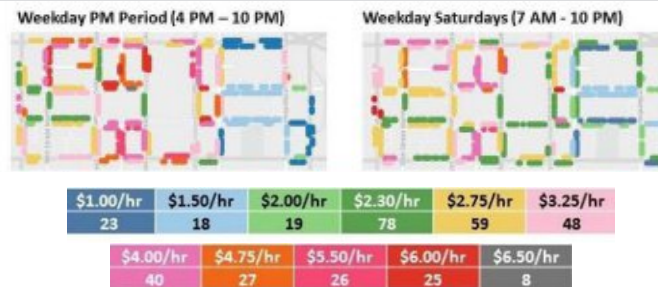 Weekday PM Period (4 PM – 10 PM)
Weekday Saturdays (7 AM - 10 PM)
$1.00/hr $1.50/hr $2.00/hr $2.30/hr $2.75/hr $3.25/hr
23 18 19 78 59 48
$4.00/hr $4.75/hr $5.50/hr $6.00/hr $6.50/hr
40 27 26 25 8